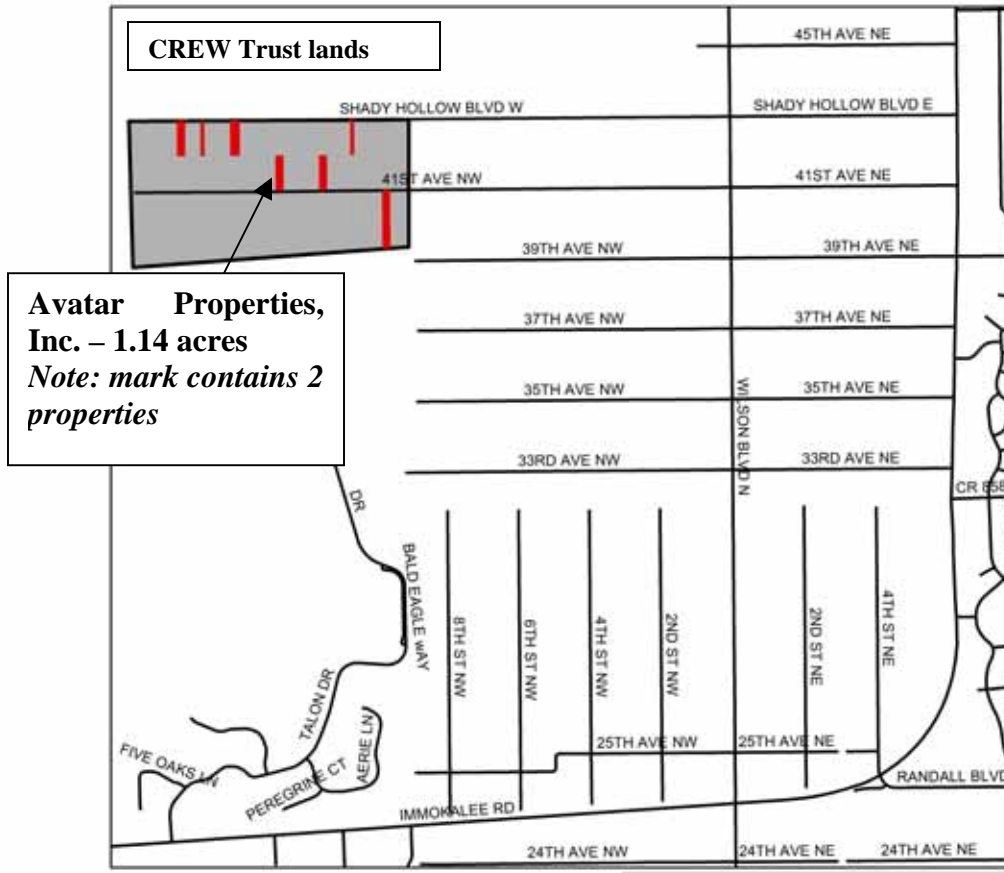 CREW Trust lands
45TH AVE NE
SHADY HOLLOW BLVD W
SHADY HOLLOW BLVD E
41ST AVE NW
41ST AVE NE
39TH AVE NW
39TH AVE NE
Avatar Properties,
Inc. – 1.14 acres
Note: mark contains 2
properties
37TH AVE NW
37TH AVE NE
35TH AVE NW
35TH AVE NE
WILSON BLVD N
33RD AVE NW
33RD AVE NE
CR 858
DR
BALD EAGLE wAY
8TH ST NW
6TH ST NW
4TH ST NW
2ND ST NW
2ND ST NE
4TH ST NE
TALON DR
AERIE LN
FIVE OAKS LN
PEREGRINE CT
25TH AVE NW
25TH AVE NE
RANDALL BLVD
IMMOKALEE RD
24TH AVE NW
24TH AVE NE
24TH AVE NE